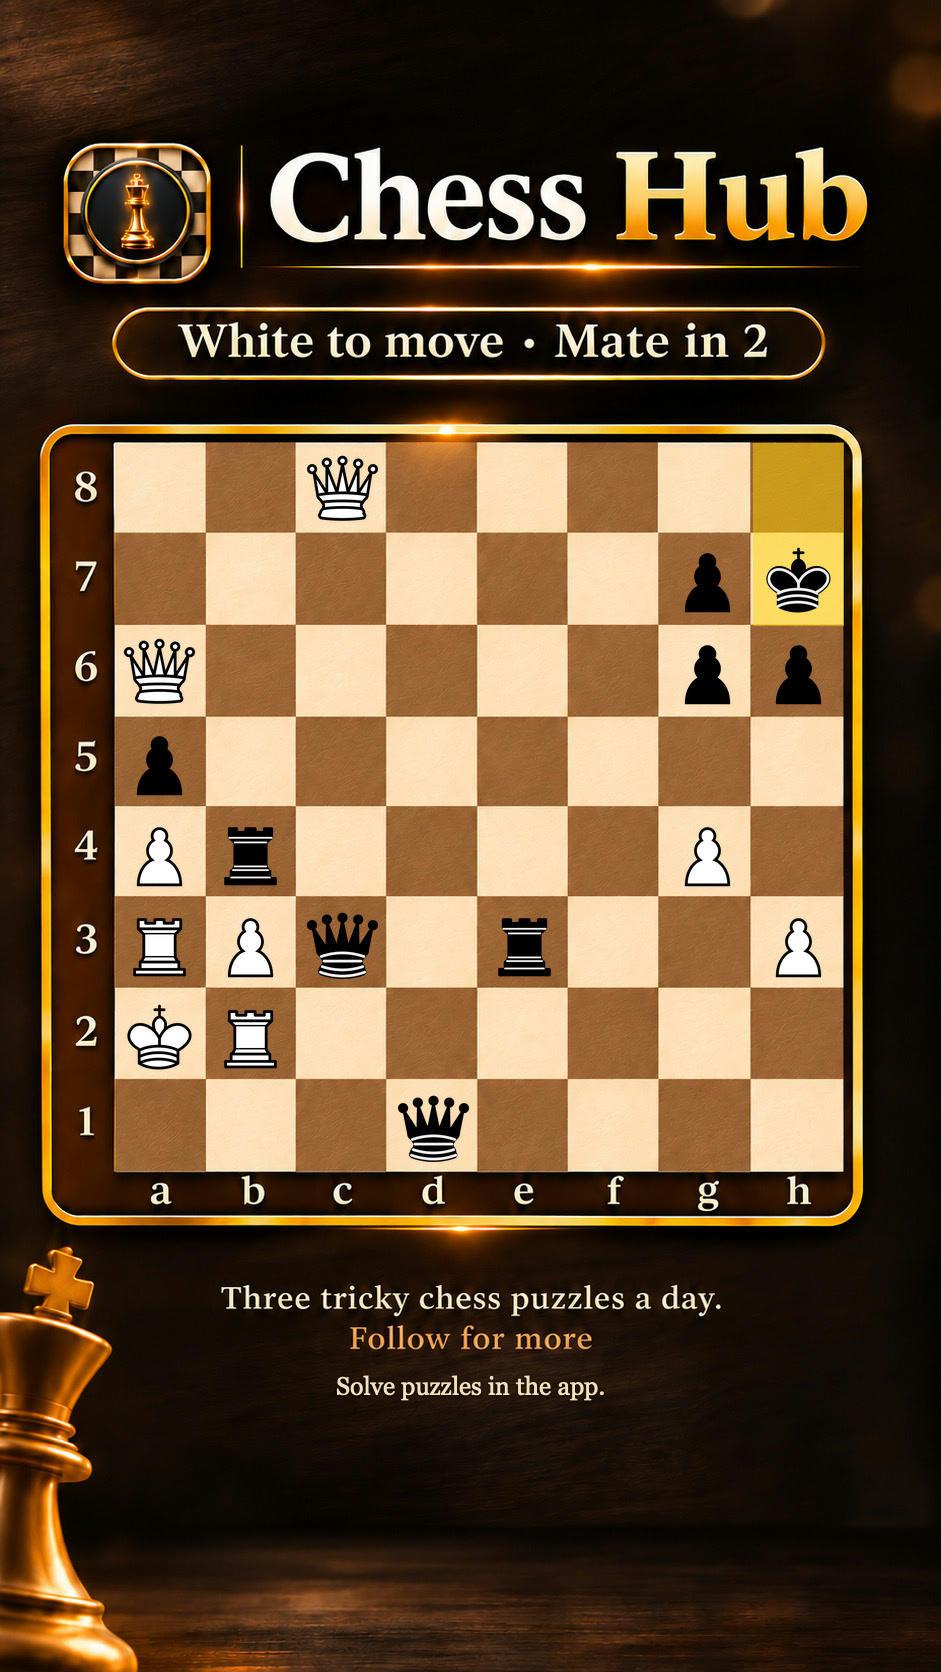 Chess Hub
White to move • Mate in 2
8
7
6
5
4
3
2
1
a b c d e f g h
Three tricky chess puzzles a day.
Follow for more
Solve puzzles in the app.